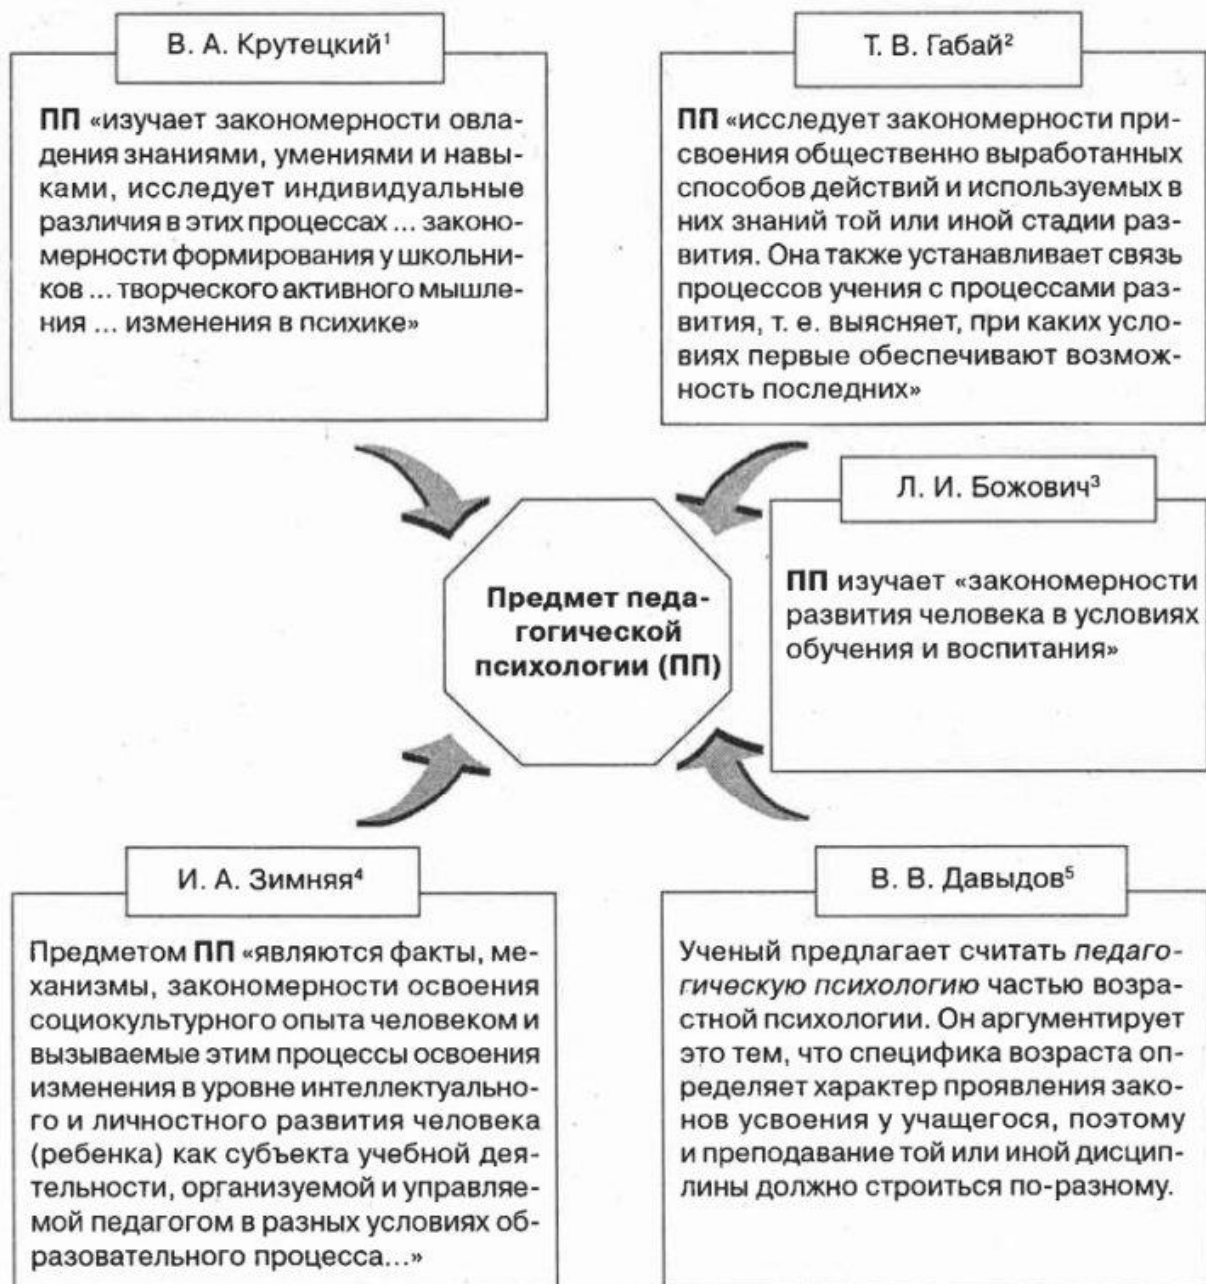 В. А. Крутецкий¹
ПП «изучает закономерности овла-
дения знаниями, умениями и навы-
ками, исследует индивидуальные
различия в этих процессах ... законо-
мерности формирования у школьни-
ков ... творческого активного мышле-
ния ... изменения в психике»
Т. В. Габай²
ПП «исследует закономерности при-
своения общественно выработанных
способов действий и используемых в
них знаний той или иной стадии раз-
вития. Она также устанавливает связь
процессов учения с процессами раз-
вития, т. е. выясняет, при каких усло-
виях первые обеспечивают возмож-
ность последних»
Л. И. Божович³
ПП изучает «закономерности
развития человека в условиях
обучения и воспитания»
Предмет педа-
гогической
психологии (ПП)
И. А. Зимняя⁴
Предметом ПП «являются факты, ме-
ханизмы, закономерности освоения
социокультурного опыта человеком и
вызываемые этим процессы освоения
изменения в уровне интеллектуально-
го и личностного развития человека
(ребенка) как субъекта учебной дея-
тельности, организуемой и управляе-
мой педагогом в разных условиях об-
разовательного процесса...»
В. В. Давыдов⁵
Ученый предлагает считать педаго-
гическую психологию частью возра-
стной психологии. Он аргументирует
это тем, что специфика возраста оп-
ределяет характер проявления зако-
нов усвоения у учащегося, поэтому
и преподавание той или иной дисцип-
лины должно строиться по-разному.